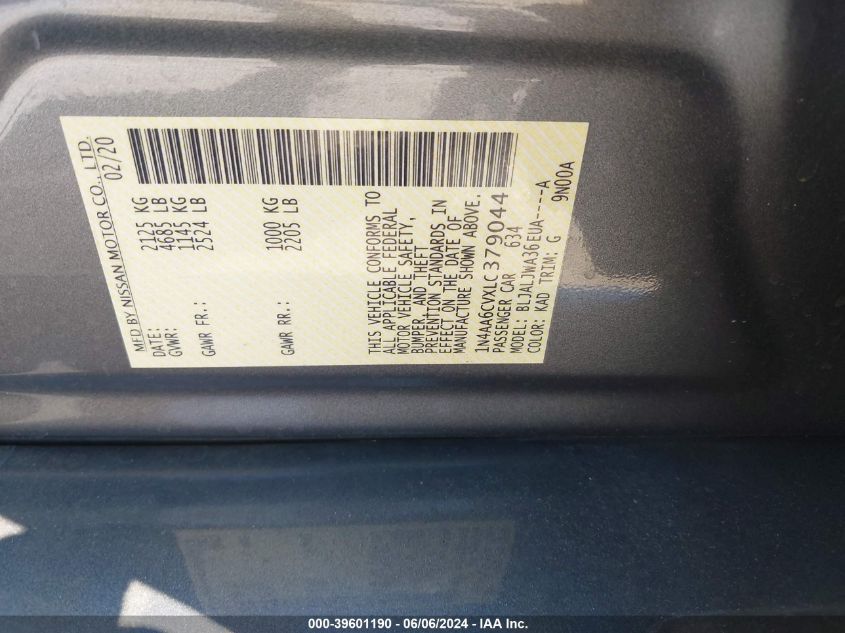 MFD BY NISSAN MOTOR CO., LTD.
DATE: 02/20
GVWR: 2125 KG
4685 LB
GAWR FR.: 1145 KG
2524 LB
GAWR RR.: 1000 KG
2205 LB
THIS VEHICLE CONFORMS TO
ALL APPLICABLE FEDERAL
MOTOR VEHICLE SAFETY,
BUMPER, AND THEFT
PREVENTION STANDARDS IN
EFFECT ON THE DATE OF
MANUFACTURE SHOWN ABOVE.
1N4AA6CVXLC379044
PASSENGER CAR 634
MODEL: BLJALJWA36EUA----A
COLOR: KAD TRIM: G 9N00A
000-39601190 - 06/06/2024 - IAA Inc.